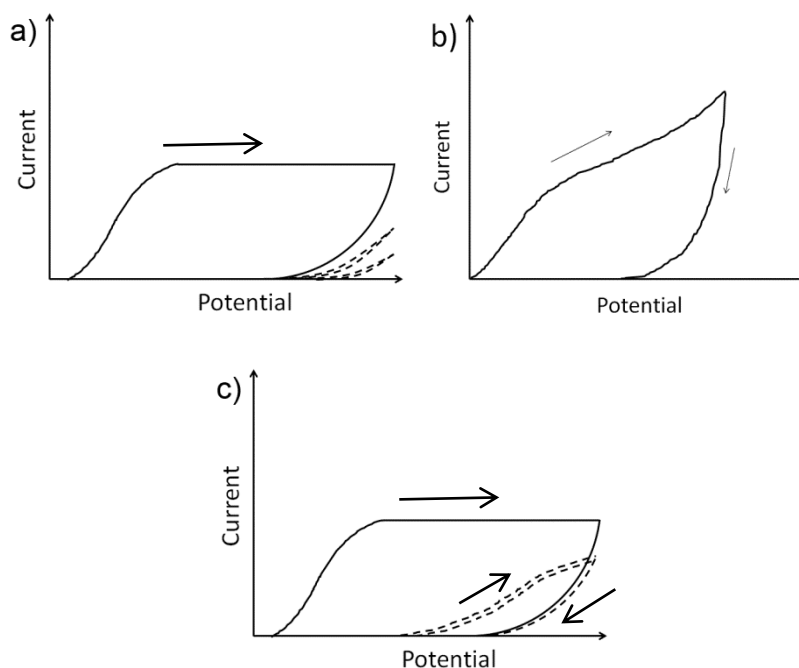 a)
Current
Potential
b)
Current
Potential
c)
Current
Potential